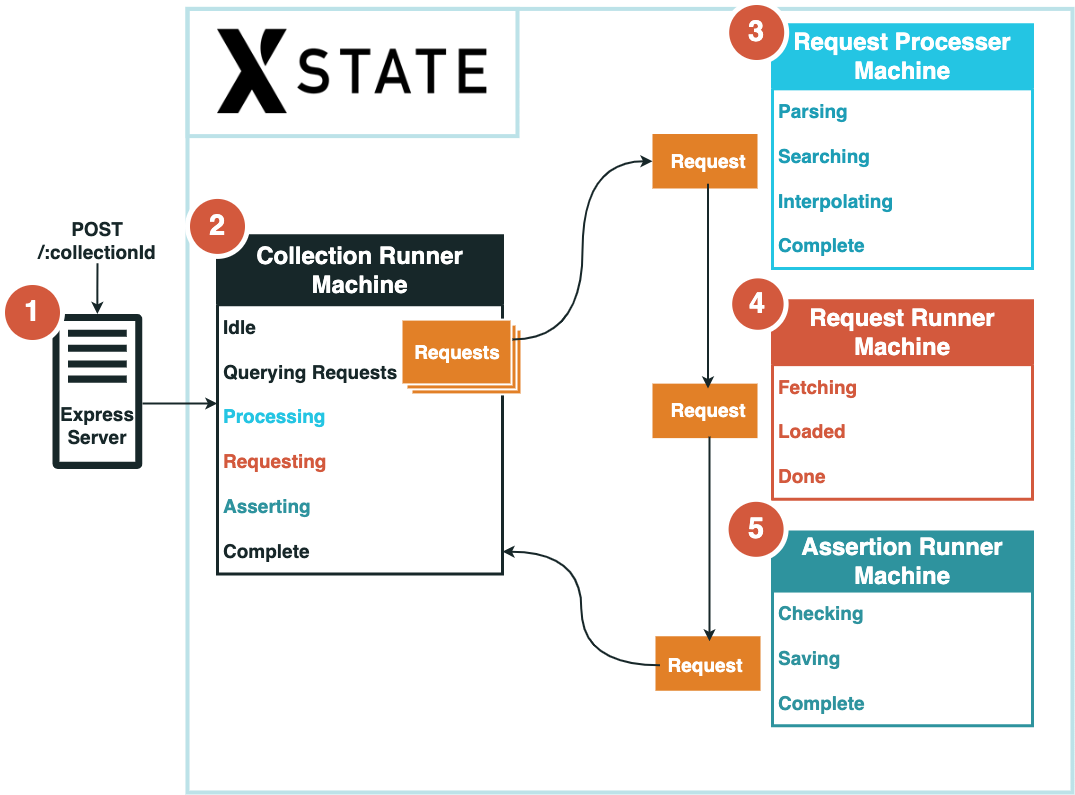 XSTATE
POST
/:collectionId
1
Express
Server
2
Collection Runner
Machine
Idle
Querying Requests
Processing
Requesting
Asserting
Complete
Requests
Request
3
Request Processer
Machine
Parsing
Searching
Interpolating
Complete
Request
4
Request Runner
Machine
Fetching
Loaded
Done
Request
5
Assertion Runner
Machine
Checking
Saving
Complete